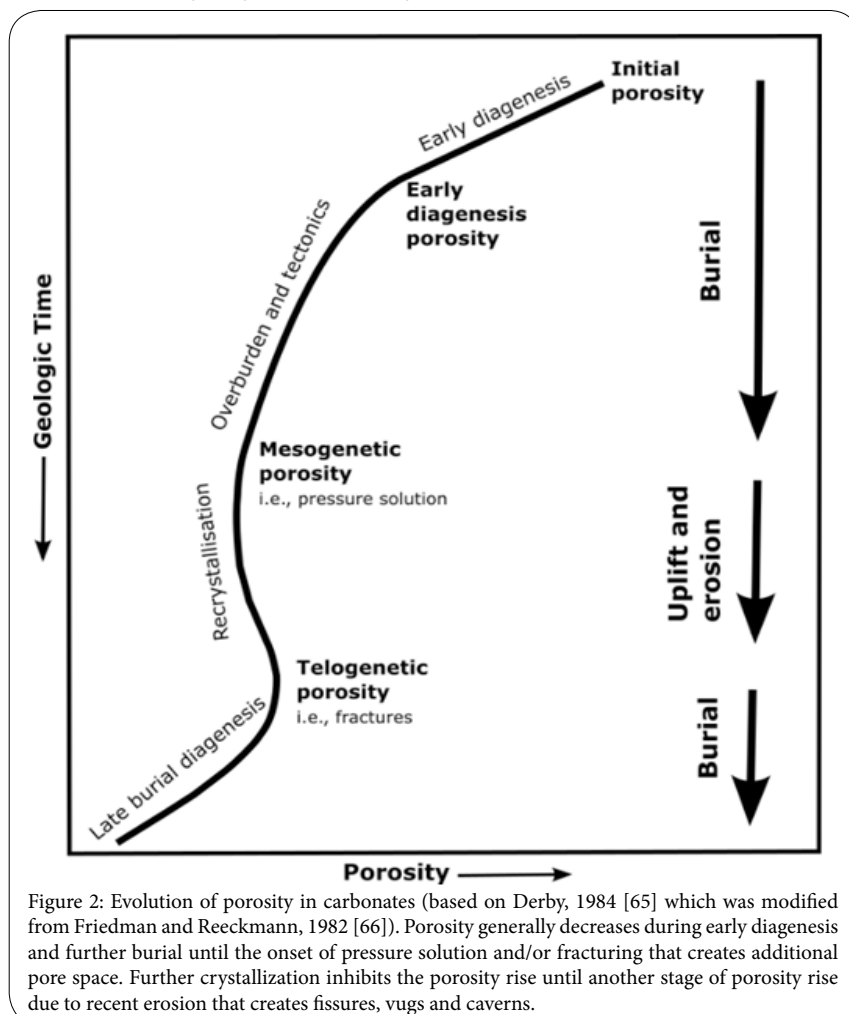 Initial
porosity
Early diagenesis
Early
diagenesis
porosity
Burial
Overburden and tectonics
Geologic Time
Mesogenetic
porosity
i.e., pressure solution
Recrystallisation
Uplift and
erosion
Telogenetic
porosity
i.e., fractures
Burial
Late burial diagenesis
Porosity
Figure 2: Evolution of porosity in carbonates (based on Derby, 1984 [65] which was modified
from Friedman and Reeckmann, 1982 [66]). Porosity generally decreases during early diagenesis
and further burial until the onset of pressure solution and/or fracturing that creates additional
pore space. Further crystallization inhibits the porosity rise until another stage of porosity rise
due to recent erosion that creates fissures, vugs and caverns.